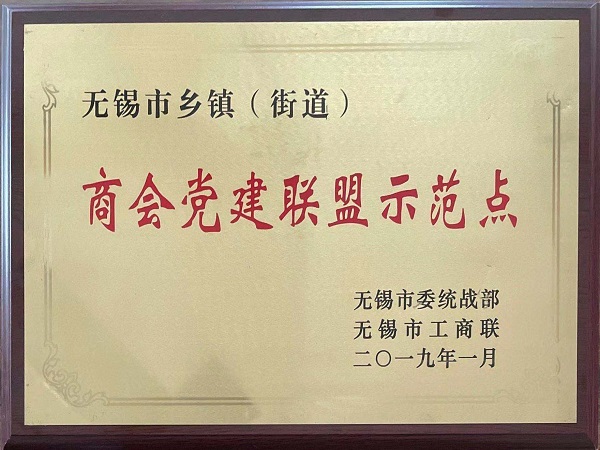 无锡市乡镇（街道）
商会党建联盟示范点
无锡市委统战部
无锡市工商联
二〇一九年一月